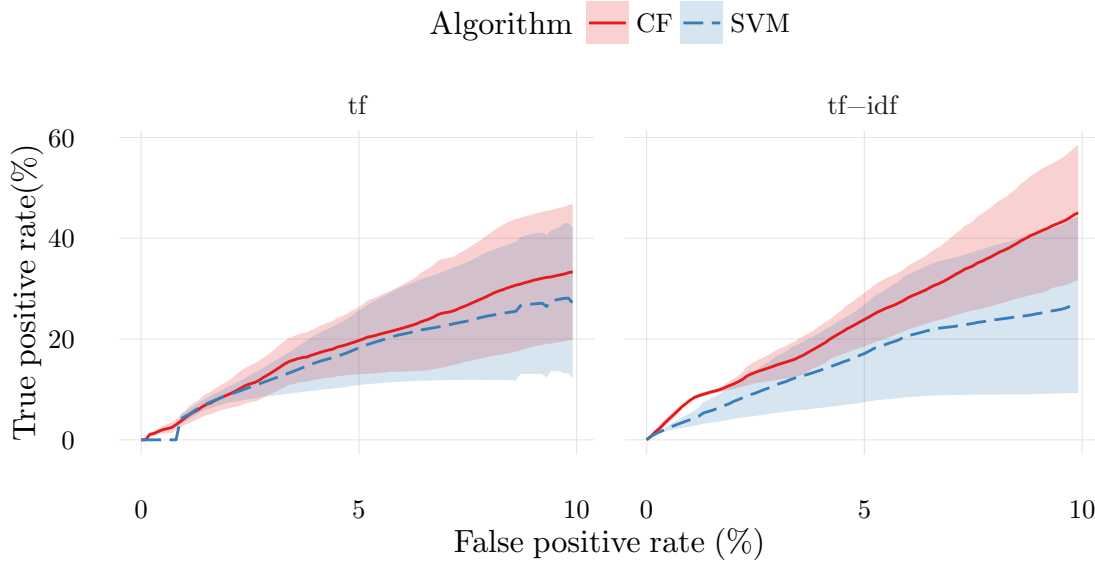 Algorithm CF SVM
tf tf−idf
True positive rate(%)
60
40
20
0
0 5 10 0 5 10
False positive rate (%)